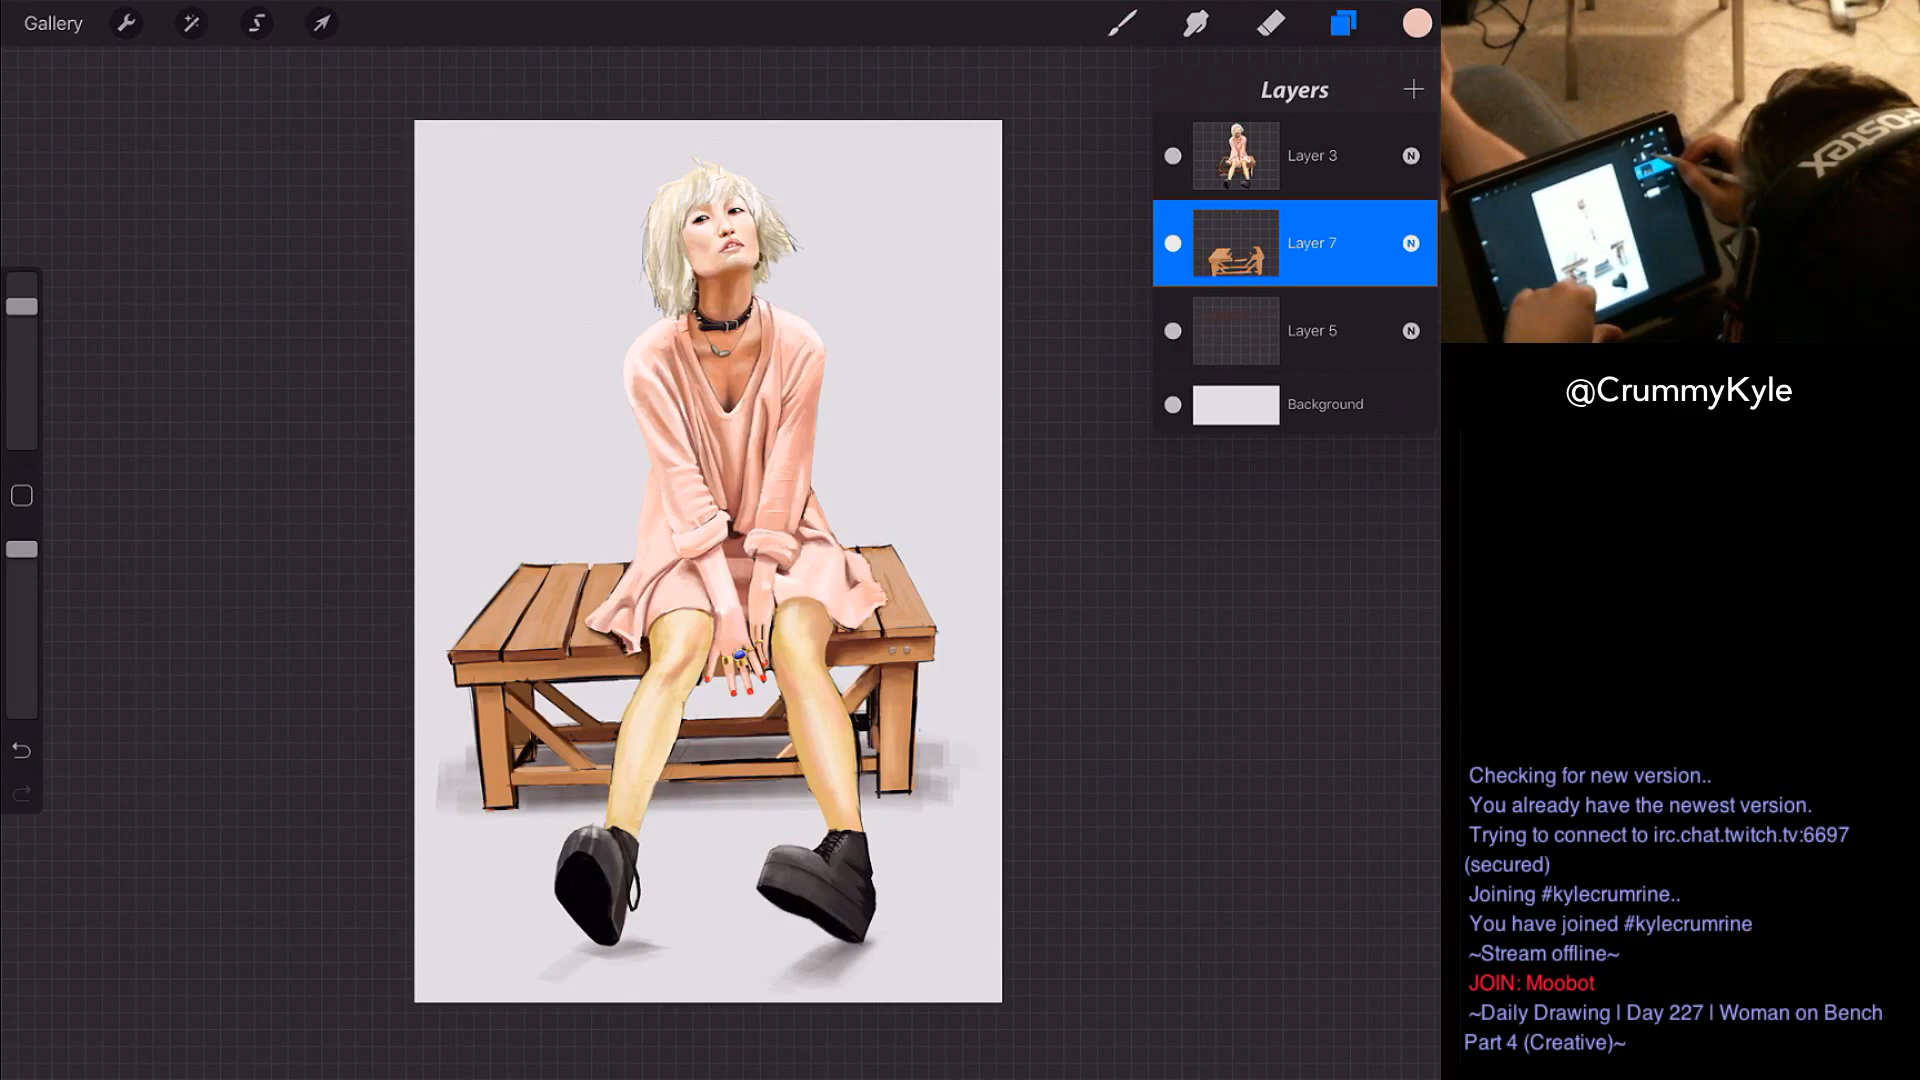 Gallery
Layers
Layer 3
N
Layer 7
N
Layer 5
N
Background
Fostex
@CrummyKyle
Checking for new version..
You already have the newest version.
Trying to connect to irc.chat.twitch.tv:6697
(secured)
Joining #kylecrumrine..
You have joined #kylecrumrine
~Stream offline~
JOIN: Moobot
~Daily Drawing | Day 227 | Woman on Bench
Part 4 (Creative)~